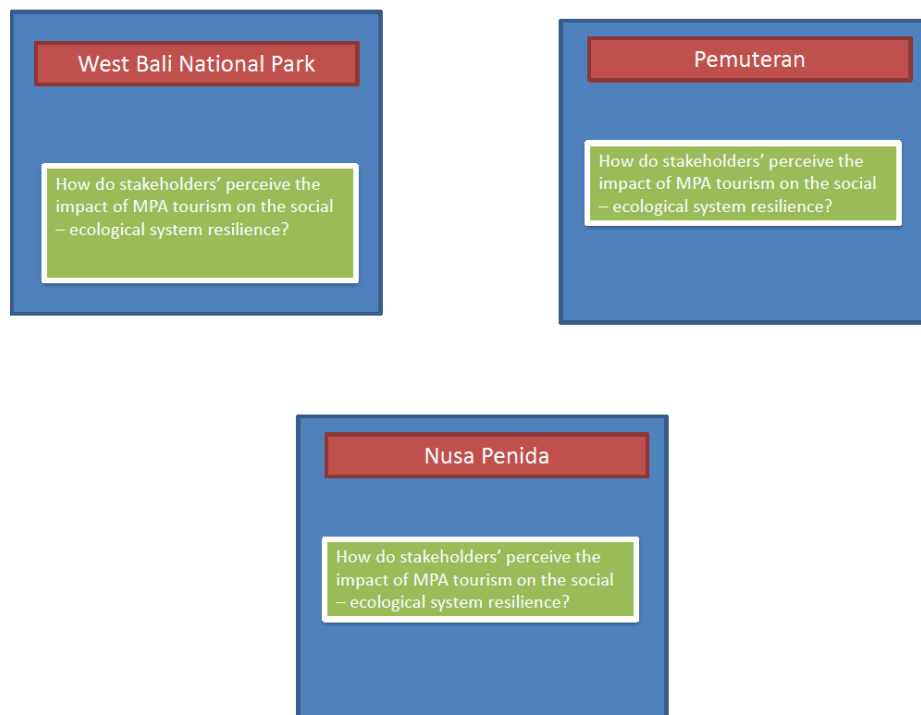 West Bali National Park
How do stakeholders’ perceive the
impact of MPA tourism on the social
– ecological system resilience?
Pemuteran
How do stakeholders’ perceive the
impact of MPA tourism on the social
– ecological system resilience?
Nusa Penida
How do stakeholders’ perceive the
impact of MPA tourism on the social
– ecological system resilience?